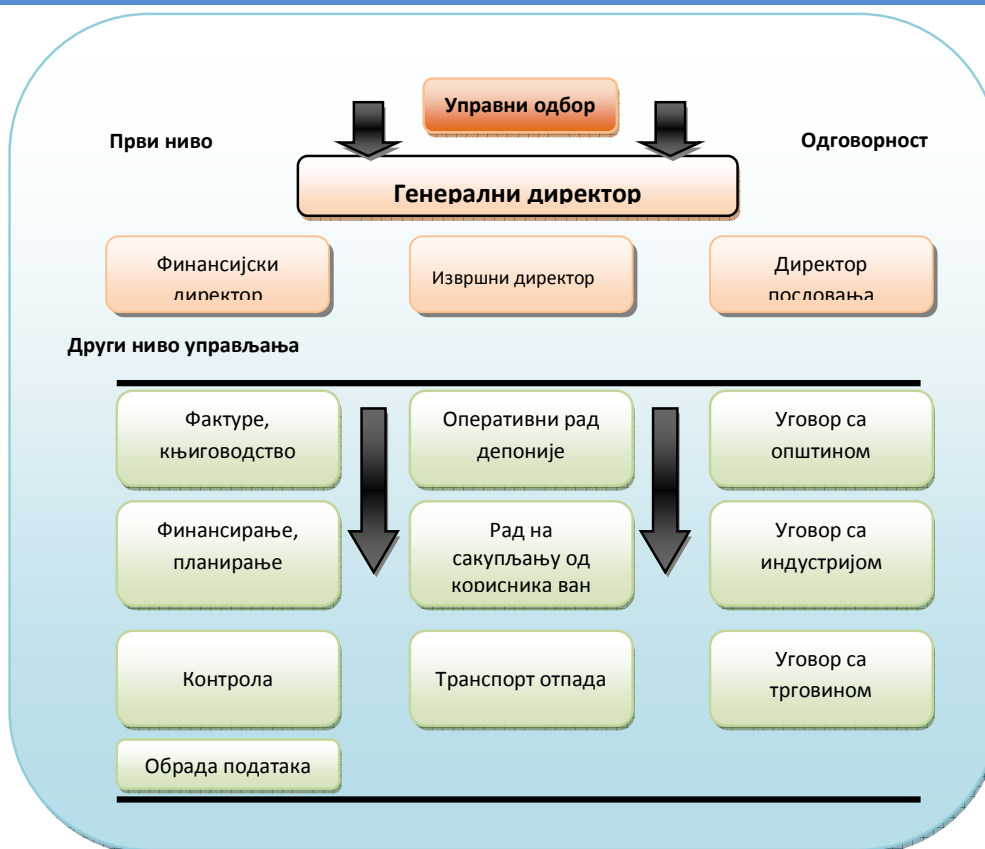 Управни одбор
Први ниво
Одговорност
Генерални директор
Финансијски
директор
Извршни директор
Директор
пословања
Други ниво управљања
Фактуре,
књиговодство
Оперативни рад
депоније
Уговор са
општином
Финансирање,
планирање
Рад на
сакупљању од
корисника ван
Уговор са
индустријом
Контрола
Транспорт отпада
Уговор са
трговином
Обрада података